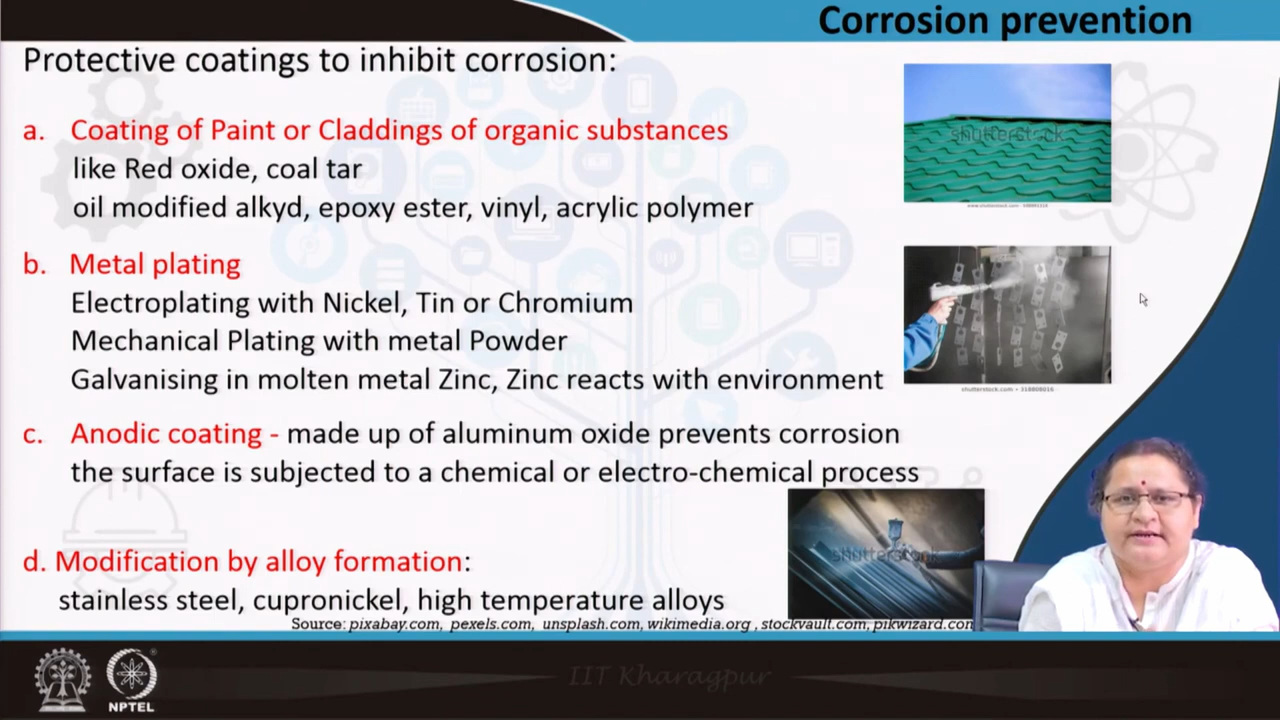 Corrosion prevention
Protective coatings to inhibit corrosion:
a. Coating of Paint or Claddings of organic substances
like Red oxide, coal tar
oil modified alkyd, epoxy ester, vinyl, acrylic polymer
b. Metal plating
Electroplating with Nickel, Tin or Chromium
Mechanical Plating with metal Powder
Galvanising in molten metal Zinc, Zinc reacts with environment
c. Anodic coating - made up of aluminum oxide prevents corrosion
the surface is subjected to a chemical or electro-chemical process
d. Modification by alloy formation:
stainless steel, cupronickel, high temperature alloys
Source: pixabay.com, pexels.com, unsplash.com, wikimedia.org , stockvault.com, pikwizard.com
shutterstock
shutterstock.com • 318808616
shutterstock
IIT Kharagpur
NPTEL